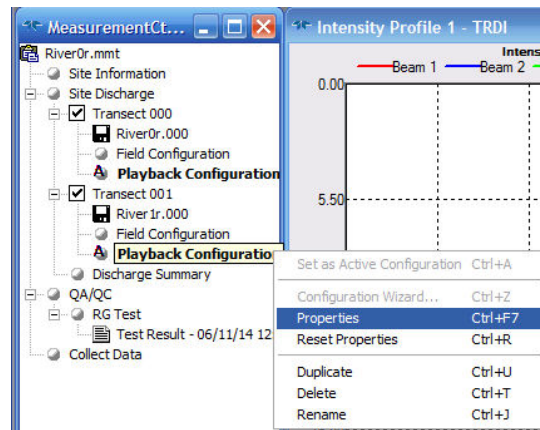 MeasurementCt...
River0r.mmt
Site Information
Site Discharge
Transect 000
River0r.000
Field Configuration
Playback Configuration
Transect 001
River1r.000
Field Configuration
Playback Configuratio
Discharge Summary
QA/QC
RG Test
Test Result - 06/11/14 12
Collect Data
Intensity Profile 1 - TRDI
Intens
Beam 1 Beam 2
0.00
5.50
Set as Active Configuration Ctrl+A
Configuration Wizard... Ctrl+Z
Properties Ctrl+F7
Reset Properties Ctrl+R
Duplicate Ctrl+U
Delete Ctrl+T
Rename Ctrl+J